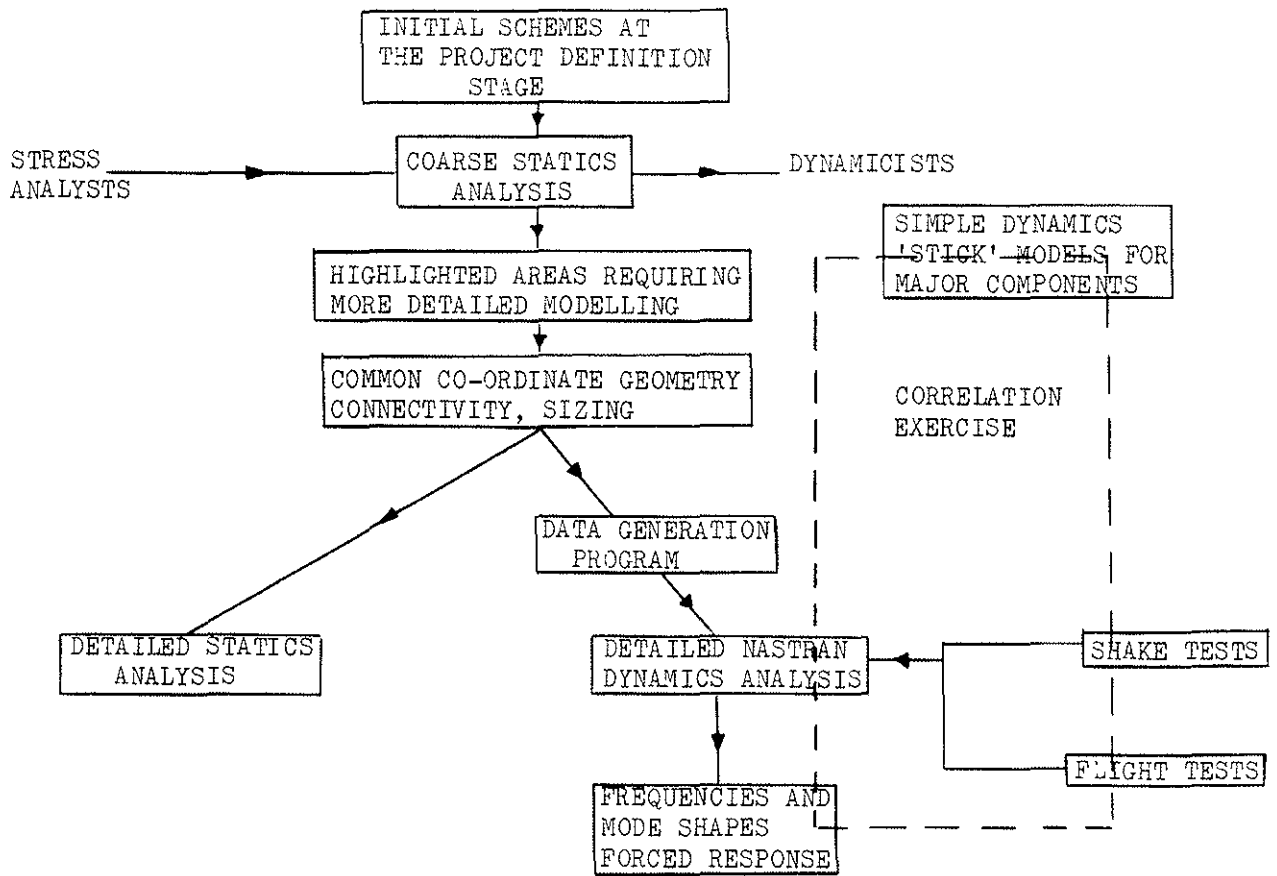 INITIAL SCHEMES AT
THE PROJECT DEFINITION
STAGE
STRESS
ANALYSTS
COARSE STATICS
ANALYSIS
DYNAMICISTS
SIMPLE DYNAMICS
'STICK' MODELS FOR
MAJOR COMPONENTS
HIGHLIGHTED AREAS REQUIRING
MORE DETAILED MODELLING
COMMON CO-ORDINATE GEOMETRY
CONNECTIVITY, SIZING
CORRELATION
EXERCISE
DATA GENERATION
PROGRAM
DETAILED STATICS
ANALYSIS
DETAILED NASTRAN
DYNAMICS ANALYSIS
SHAKE TESTS
FLIGHT TESTS
FREQUENCIES AND
MODE SHAPES
FORCED RESPONSE